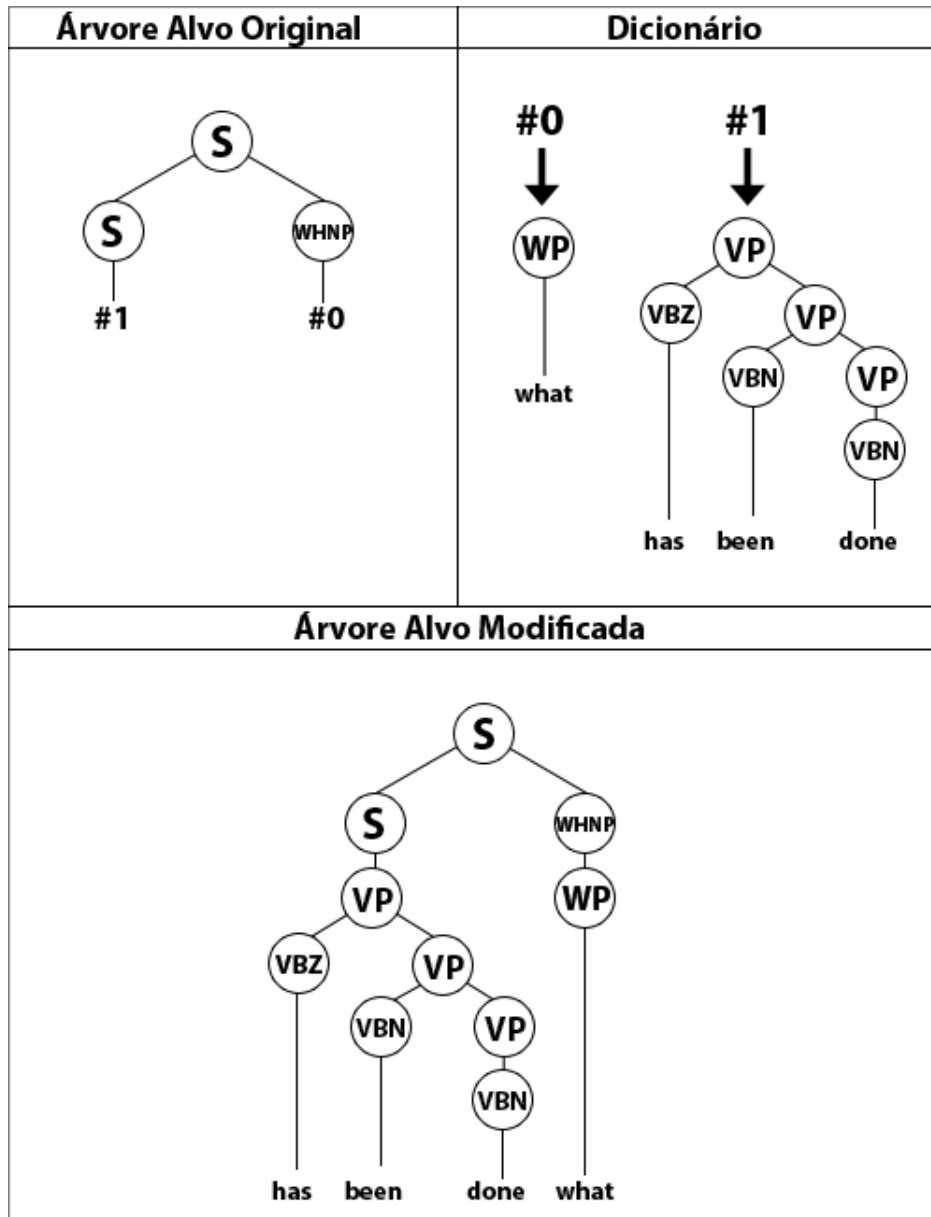 Árvore Alvo Original
S
S WHNP
#1 #0
Dicionário
#0 #1
WP VP
VBZ VP
VBN VP
what
VBN
has been done
Árvore Alvo Modificada
S
S WHNP
VP WP
VBZ VP
VBN VP
VBN
has been done what